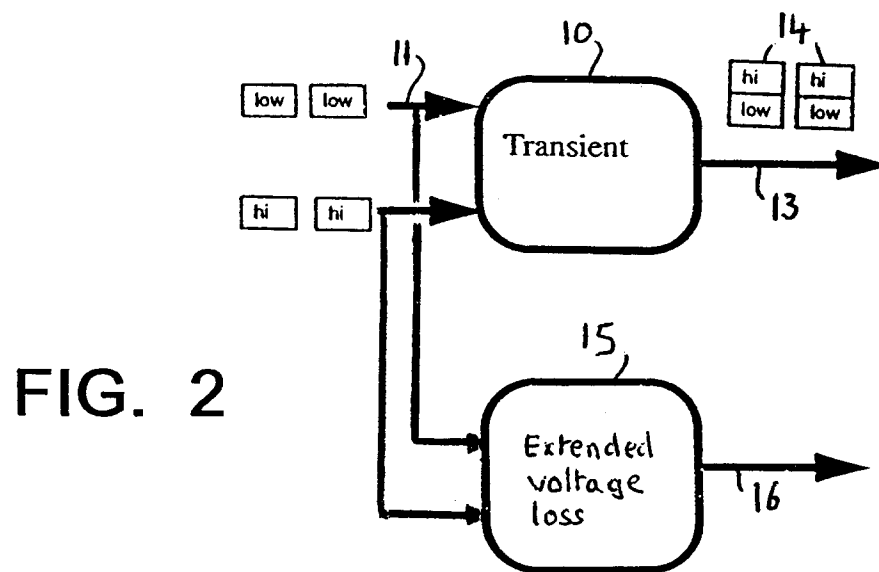 11
10
14
low low
hi hi
low low
Transient
hi hi
13
15
FIG. 2
Extended
voltage
loss
16